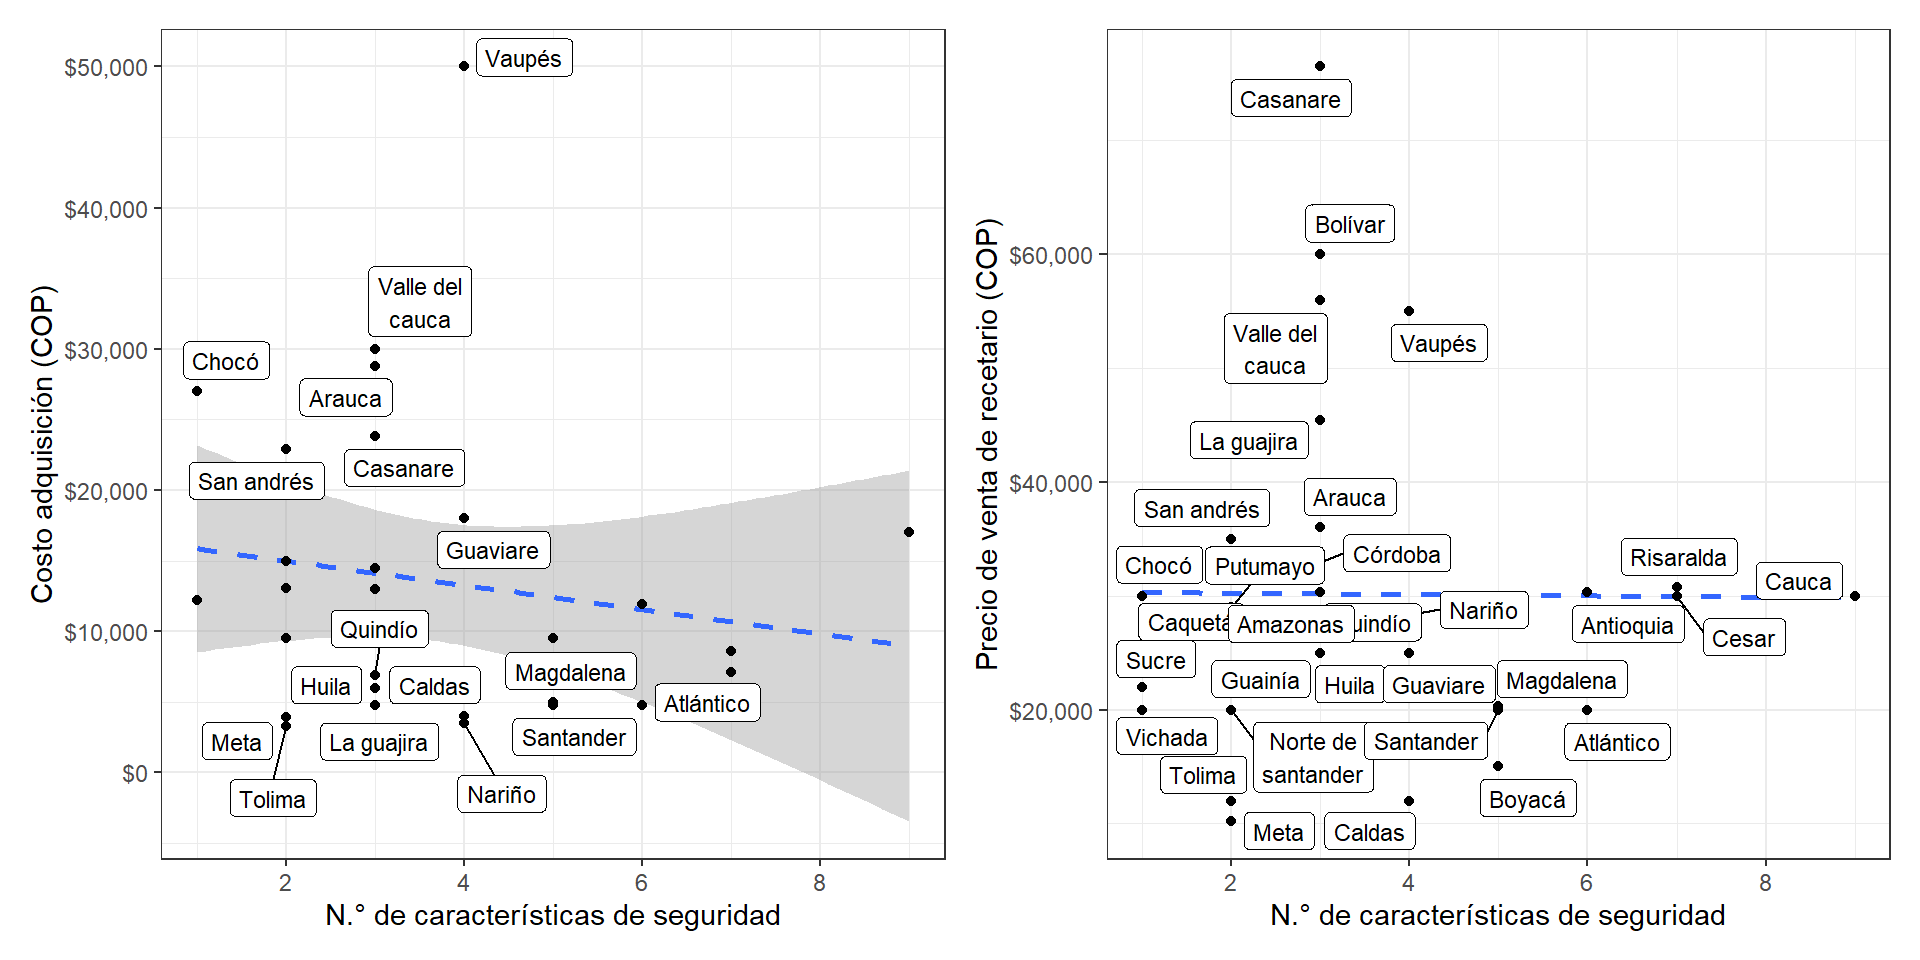 Costo adquisición (COP)
$50,000
$40,000
$30,000
$20,000
$10,000
$0
Vaupés
Valle del
cauca
Chocó
Arauca
Casanare
San andrés
Guaviare
Quindío
Magdalena
Huila
Caldas
Atlántico
Meta
La guajira
Santander
Tolima
Nariño
2
4
6
8
N.° de características de seguridad
Precio de venta de recetario (COP)
$60,000
$40,000
$20,000
Casanare
Bolívar
Valle del
cauca
Vaupés
La guajira
Arauca
San andrés
Córdoba
Risaralda
Chocó
Putumayo
Cauca
Nariño
Caquetá
Amazonas
uindío
Antioquia
Cesar
Sucre
Guainía
Huila
Guaviare
Magdalena
Vichada
Norte de
santander
Santander
Atlántico
Tolima
Boyacá
Meta
Caldas
2
4
6
8
N.° de características de seguridad